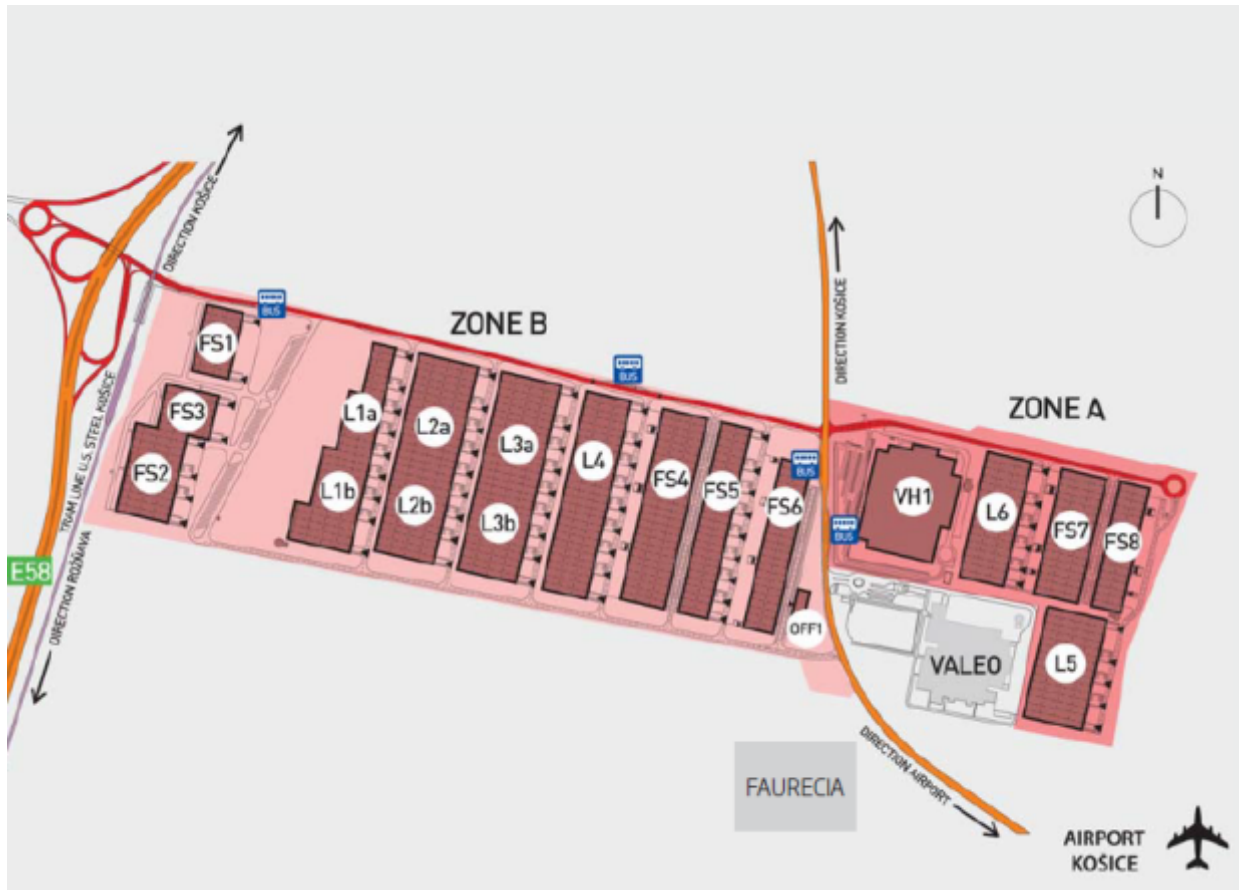 N
DIRECTION KOŠICE
DIRECTION KOŠICE
BUS
ZONE B
BUS
ZONE A
FS1
FS3
FS2
L1a
L1b
L2a
L2b
L3a
L3b
L4
FS4
FS5
FS6
BUS
OFF1
BUS
VH1
L6
FS7
FS8
L5
VALEO
TRAM LINE U.S. STEEL KOŠICE
E58
DIRECTION ROŽŇAVA
DIRECTION AIRPORT
FAURECIA
AIRPORT
KOŠICE